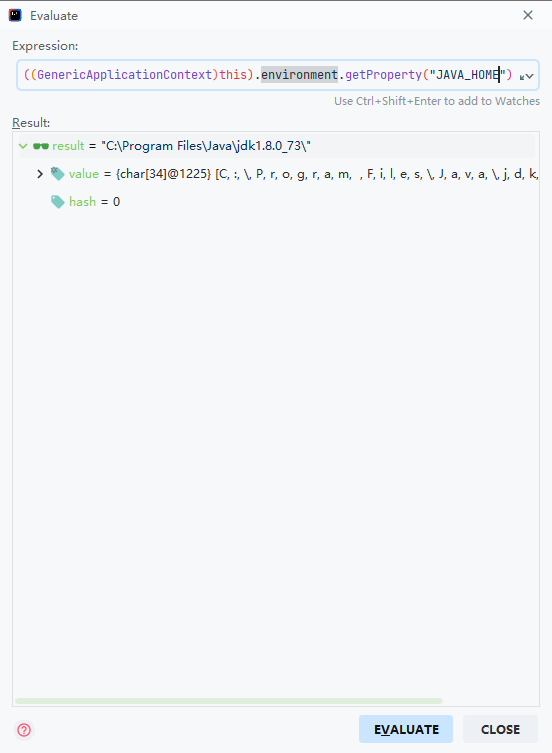 Evaluate
Expression:
((GenericApplicationContext)this).environment.getProperty("JAVA_HOME")
Use Ctrl+Shift+Enter to add to Watches
Result:
result = "C:\Program Files\Java\jdk1.8.0_73\"
value = {char[34]@1225} [C, :, \, P, r, o, g, r, a, m,  , F, i, l, e, s, \, J, a, v, a, \, j, d, k,
hash = 0
?
EVALUATE
CLOSE